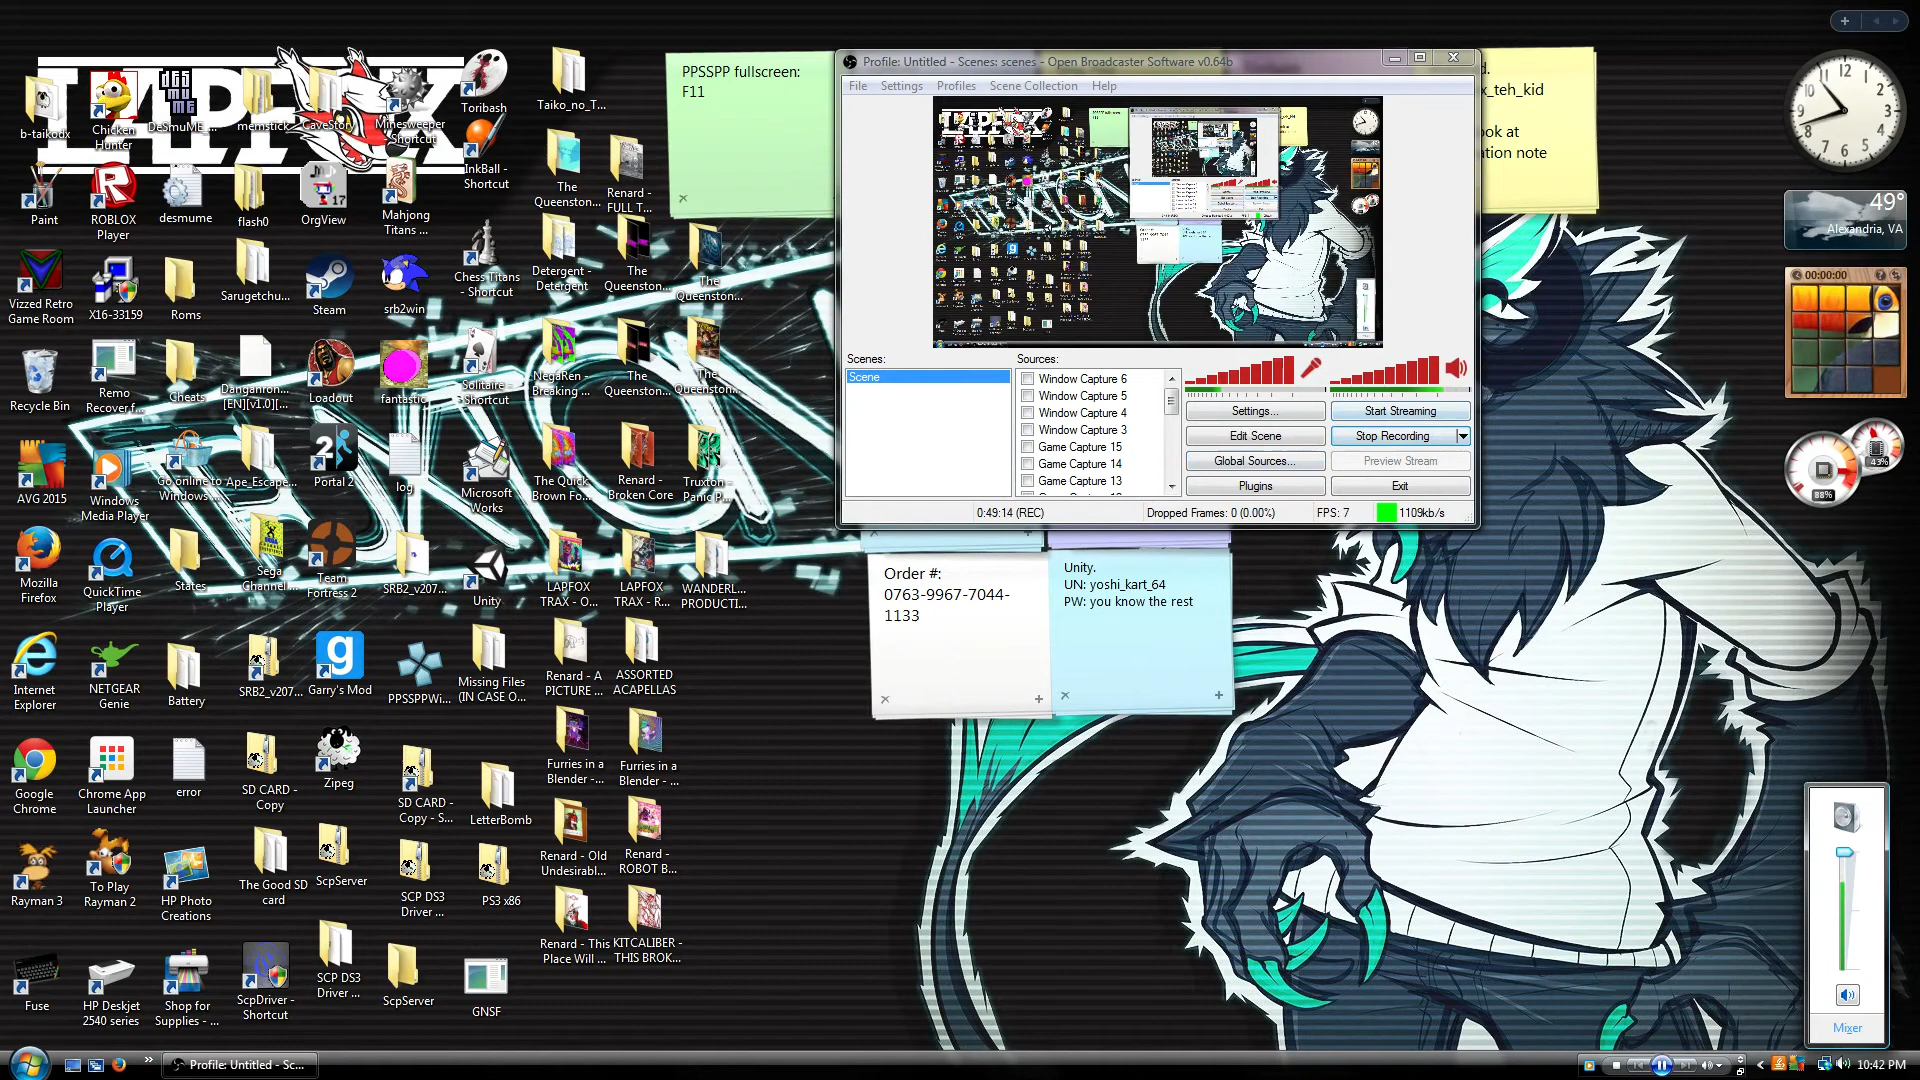 PPSSPP fullscreen:
F11
Profile: Untitled - Scenes: scenes - Open Broadcaster Software v0.64b
File Settings Profiles Scene Collection Help
Scenes:
Scene
Sources:
Window Capture 6
Window Capture 5
Window Capture 4
Window Capture 3
Game Capture 15
Game Capture 14
Game Capture 13
Settings...
Start Streaming
Edit Scene
Stop Recording
Global Sources...
Preview Stream
Plugins
Exit
0:49:14 (REC)
Dropped Frames: 0 (0.00%)
FPS: 7
1109kb/s
x_teh_kid
ook at
ation note
Order #:
0763-9967-7044-
1133
Unity.
UN: yoshi_kart_64
PW: you know the rest
49°
Alexandria, VA
00:00:00
43%
88%
Mixer
LAPFOX
b-taikodx
Chicken
Hunter
DeSmuME_...
memstick
CaveStory
Minesweeper
Shortcut
Toribash
Taiko_no_T...
Paint
ROBLOX
Player
desmume
flash0
OrgView
Mahjong
Titans ...
InkBall -
Shortcut
The
Queenston...
Renard -
FULL T...
Vizzed Retro
Game Room
X16-33159
Roms
Sarugetchu...
Steam
srb2win
Chess Titans
- Shortcut
Detergent -
Detergent
The
Queenston...
The
Queenston...
Recycle Bin
Remo
Recover f...
Cheats
Danganron...
[EN][v1.0][...
Loadout
fantastic
Solitaire -
Shortcut
NegaRen -
Breaking ...
The
Queenston...
The
Queenston...
AVG 2015
Windows
Media Player
Go online to
Windows ...
Ape_Escape...
Portal 2
log
Microsoft
Works
The Quick
Brown Fo...
Renard -
Broken Core
Truxton -
Panic P...
Mozilla
Firefox
QuickTime
Player
States
Sega
Channel...
Team
Fortress 2
SRB2_v207...
Unity
LAPFOX
TRAX - O...
LAPFOX
TRAX - R...
WANDERL...
PRODUCTI...
Internet
Explorer
NETGEAR
Genie
Battery
SRB2_v207...
Garry's Mod
PPSSPPWi...
Missing Files
(IN CASE O...
Renard - A
PICTURE ...
ASSORTED
ACAPELLAS
Google
Chrome
Chrome App
Launcher
error
SD CARD -
Copy
Zipeg
SD CARD -
Copy - S...
LetterBomb
Furries in a
Blender -...
Furries in a
Blender - ...
Rayman 3
To Play
Rayman 2
HP Photo
Creations
The Good SD
card
ScpServer
SCP DS3
Driver ...
PS3 x86
Renard - Old
Undesirabl...
Renard -
ROBOT B...
Fuse
HP Deskjet
2540 series
Shop for
Supplies - ...
ScpDriver -
Shortcut
SCP DS3
Driver ...
ScpServer
GNSF
Renard - This
Place Will ...
KITCALIBER -
THIS BROK...
Profile: Untitled - Sc...
10:42 PM